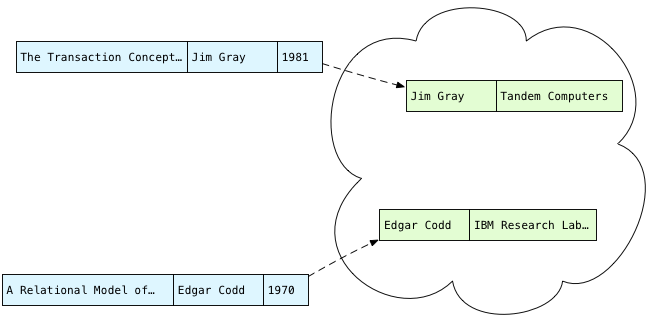 The Transaction Concept… Jim Gray 1981
Jim Gray Tandem Computers
Edgar Codd IBM Research Lab…
A Relational Model of… Edgar Codd 1970